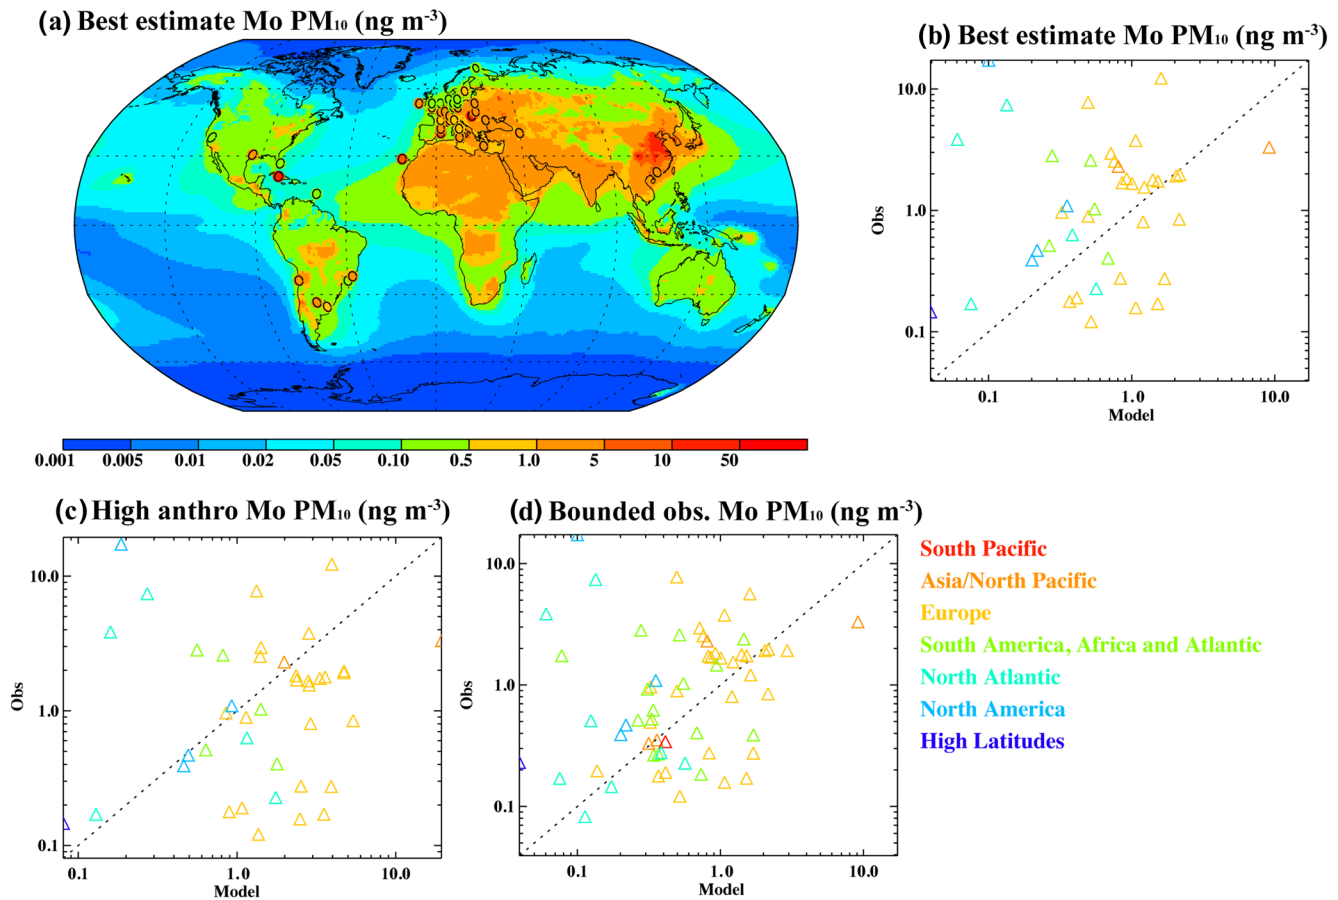 (a) Best estimate Mo PM10 (ng m-3)
0.001 0.005 0.01 0.02 0.05 0.10 0.5 1.0 5 10 50
(b) Best estimate Mo PM10 (ng m-3)
Obs
10.0
1.0
0.1
0.1 1.0 10.0
Model
(c) High anthro Mo PM10 (ng m-3)
Obs
10.0
1.0
0.1
0.1 1.0 10.0
Model
(d) Bounded obs. Mo PM10 (ng m-3)
Obs
10.0
1.0
0.1
0.1 1.0 10.0
Model
South Pacific
Asia/North Pacific
Europe
South America, Africa and Atlantic
North Atlantic
North America
High Latitudes